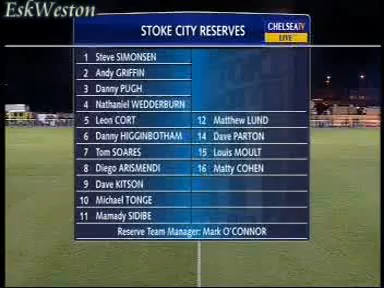 EskWeston
STOKE CITY RESERVES
CHELSEA TV
LIVE
1 Steve SIMONSEN
2 Andy GRIFFIN
3 Danny PUGH
4 Nathaniel WEDDERBURN
5 Leon CORT
6 Danny HIGGINBOTHAM
7 Tom SOARES
8 Diego ARISMENDI
9 Dave KITSON
10 Michael TONGE
11 Mamady SIDIBE
12 Matthew LUND
14 Dave PARTON
15 Louis MOULT
16 Matty COHEN
Reserve Team Manager: Mark O'CONNOR